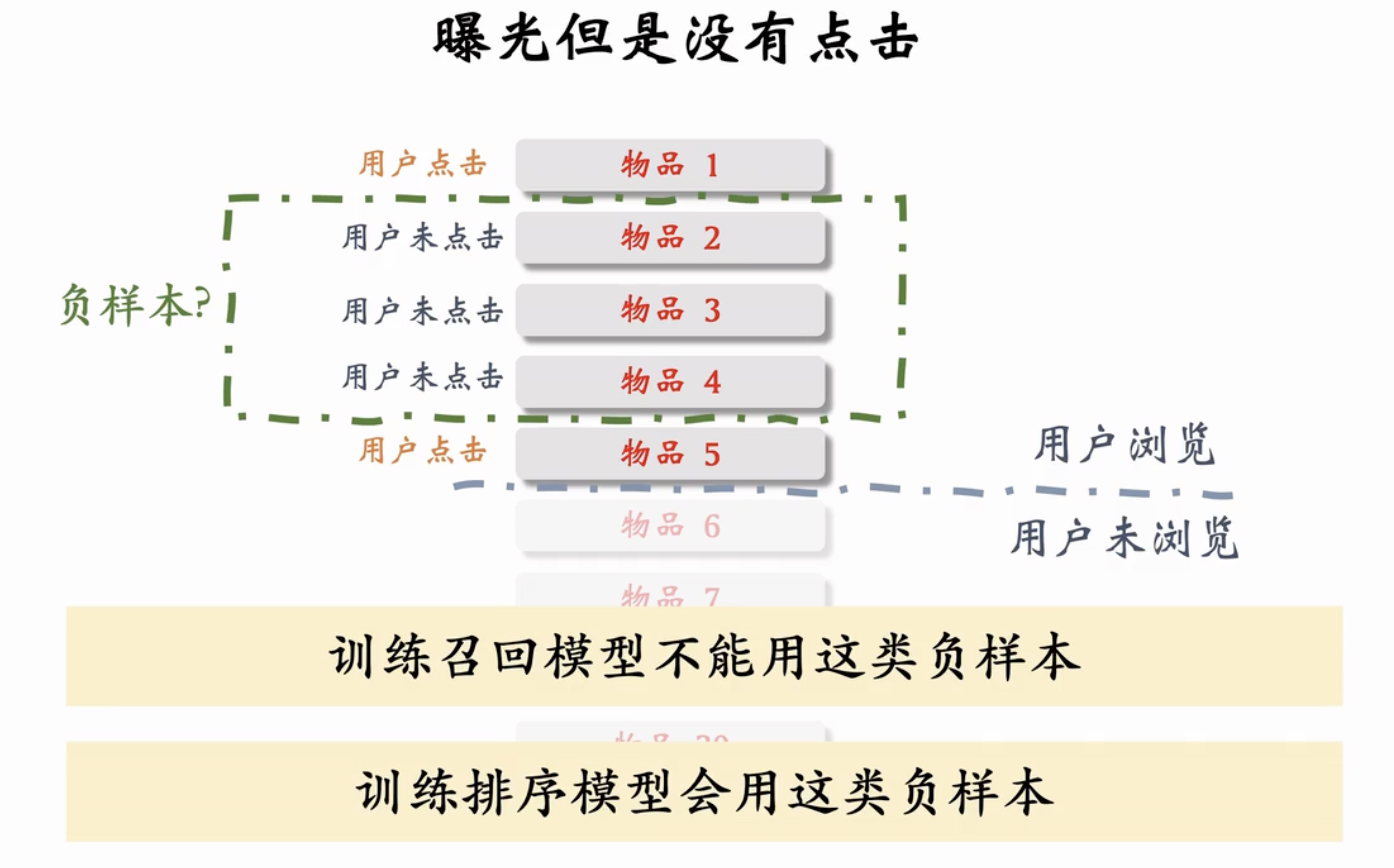 曝光但是没有点击
用户点击 物品 1
用户未点击 物品 2
负样本?
用户未点击 物品 3
用户未点击 物品 4
用户点击 物品 5
用户浏览
物品 6
用户未浏览
物品 7
训练召回模型不能用这类负样本
训练排序模型会用这类负样本